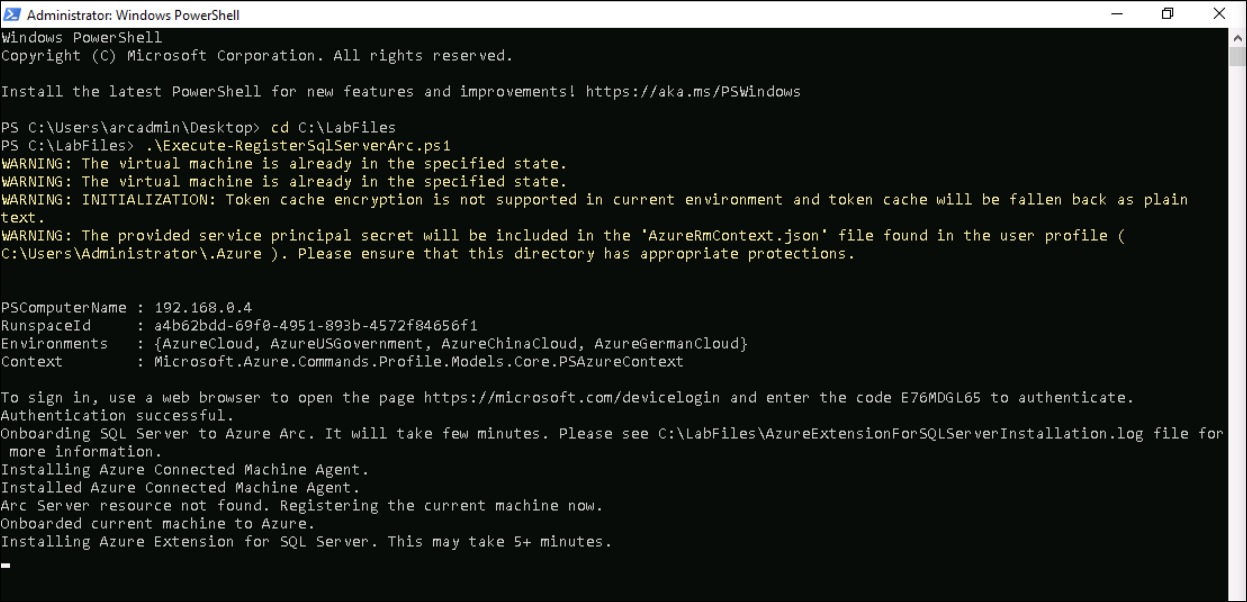 Administrator: Windows PowerShell
Windows PowerShell
Copyright (C) Microsoft Corporation. All rights reserved.
Install the latest PowerShell for new features and improvements! https://aka.ms/PSWindows
PS C:\Users\arcadmin\Desktop> cd C:\LabFiles
PS C:\LabFiles> .\Execute-RegisterSqlServerArc.ps1
WARNING: The virtual machine is already in the specified state.
WARNING: The virtual machine is already in the specified state.
WARNING: INITIALIZATION: Token cache encryption is not supported in current environment and token cache will be fallen back as plain
text.
WARNING: The provided service principal secret will be included in the 'AzureRmContext.json' file found in the user profile (
C:\Users\Administrator\.Azure ). Please ensure that this directory has appropriate protections.
PSComputerName : 192.168.0.4
RunspaceId     : a4b62bdd-69f0-4951-893b-4572f84656f1
Environments   : {AzureCloud, AzureUSGovernment, AzureChinaCloud, AzureGermanCloud}
Context        : Microsoft.Azure.Commands.Profile.Models.Core.PSAzureContext
To sign in, use a web browser to open the page https://microsoft.com/devicelogin and enter the code E76MDGL65 to authenticate.
Authentication successful.
Onboarding SQL Server to Azure Arc. It will take few minutes. Please see C:\LabFiles\AzureExtensionForSQLServerInstallation.log file for
more information.
Installing Azure Connected Machine Agent.
Installed Azure Connected Machine Agent.
Arc Server resource not found. Registering the current machine now.
Onboarded current machine to Azure.
Installing Azure Extension for SQL Server. This may take 5+ minutes.